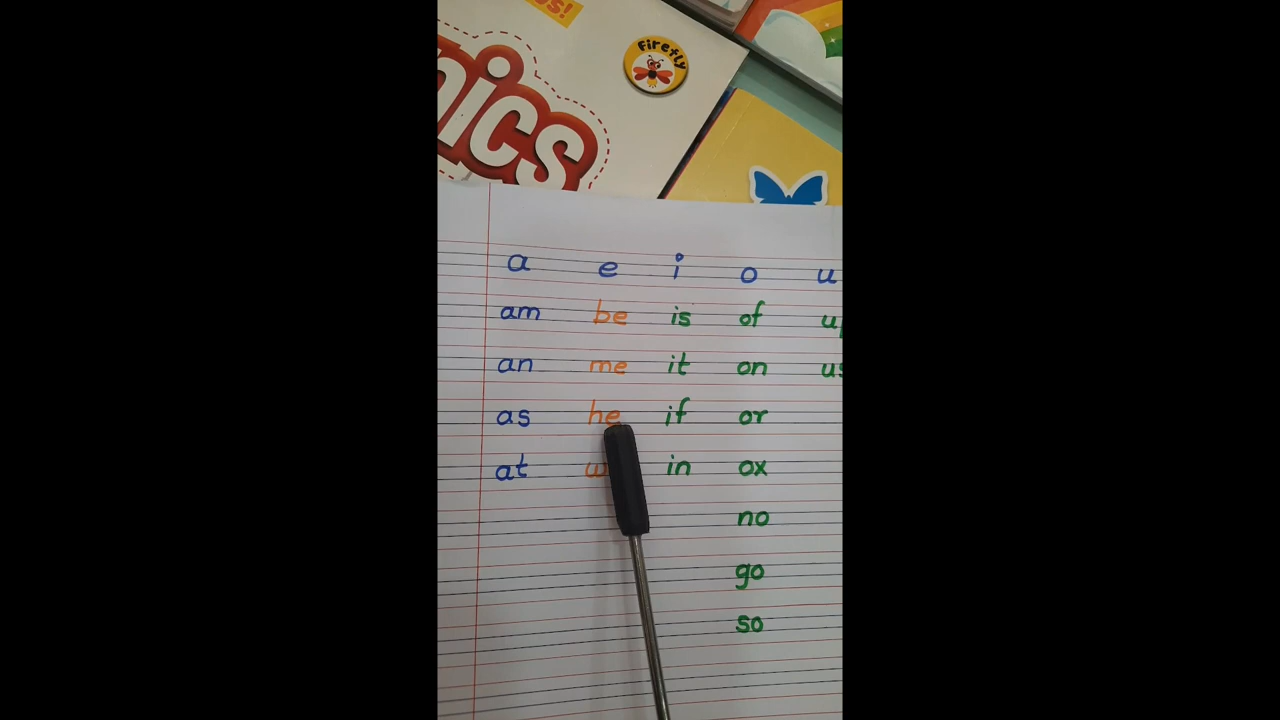 Firefly
a e i o u
am be is of
an me it on
as he if or
at in ox
no
go
so